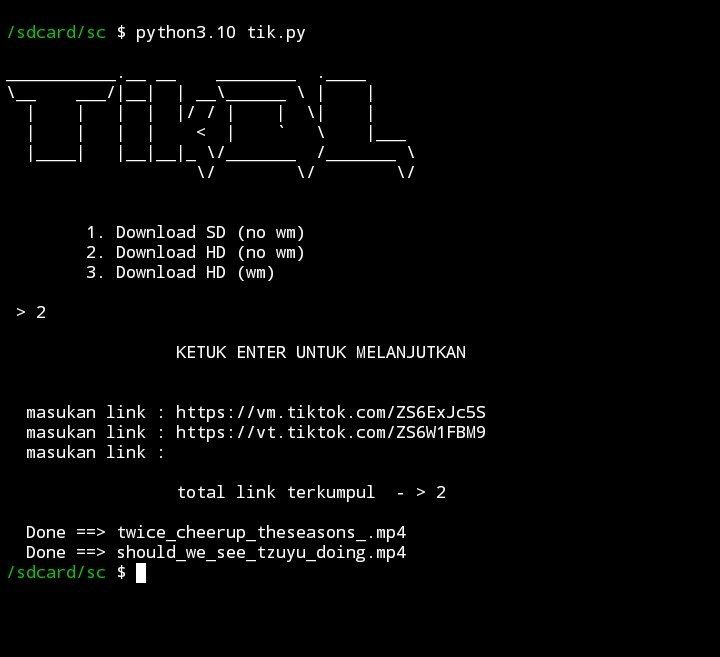 /sdcard/sc $ python3.10 tik.py
TikDL
1. Download SD (no wm)
2. Download HD (no wm)
3. Download HD (wm)
> 2
KETUK ENTER UNTUK MELANJUTKAN
masukan link : https://vm.tiktok.com/ZS6ExJc5S
masukan link : https://vt.tiktok.com/ZS6W1FBM9
masukan link :
total link terkumpul - > 2
Done ==> twice_cheerup_theseasons_.mp4
Done ==> should_we_see_tzuyu_doing.mp4
/sdcard/sc $